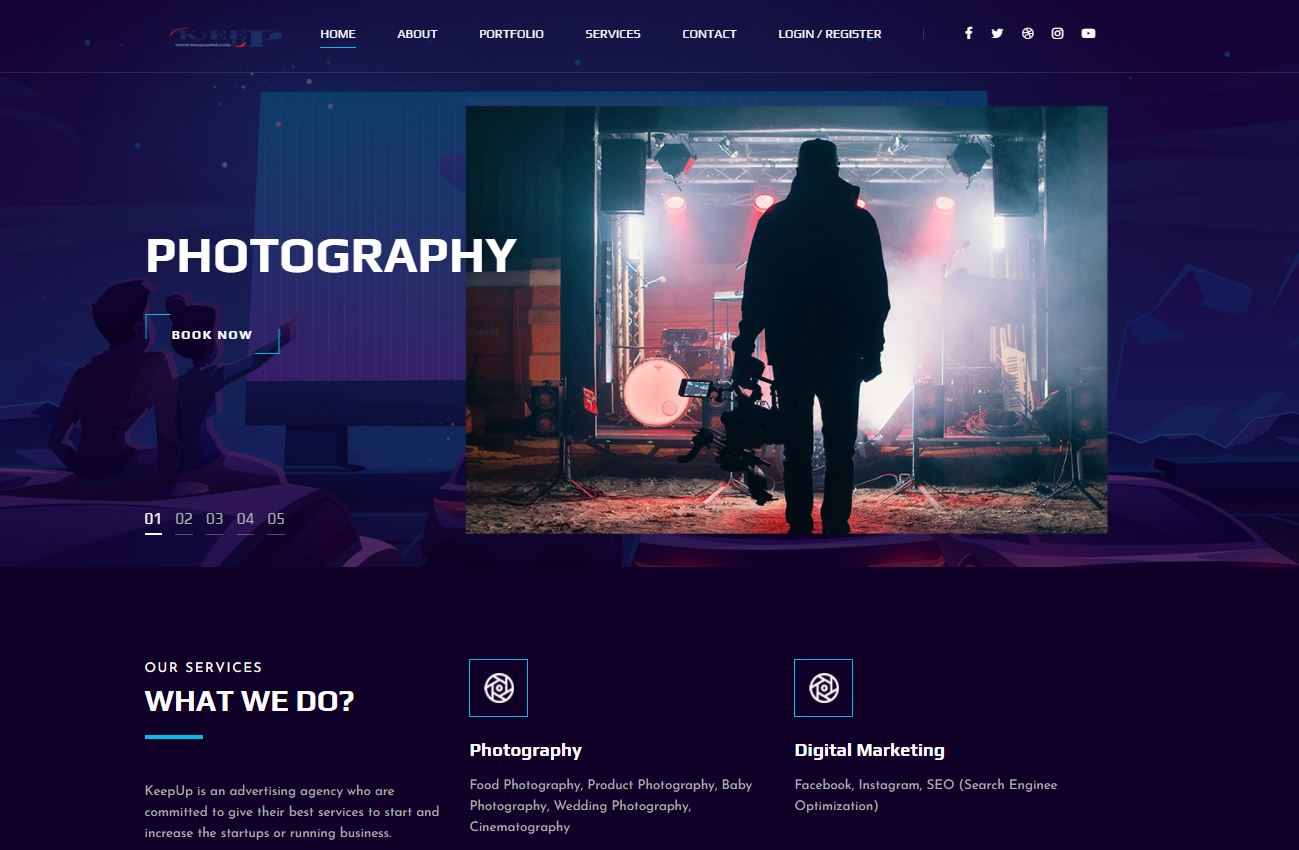 KEEP
HOME ABOUT PORTFOLIO SERVICES CONTACT LOGIN / REGISTER
PHOTOGRAPHY
BOOK NOW
01 02 03 04 05
OUR SERVICES
WHAT WE DO?
KeepUp is an advertising agency who are
committed to give their best services to start and
increase the startups or running business.
Photography
Food Photography, Product Photography, Baby
Photography, Wedding Photography,
Cinematography
Digital Marketing
Facebook, Instagram, SEO (Search Enginee
Optimization)